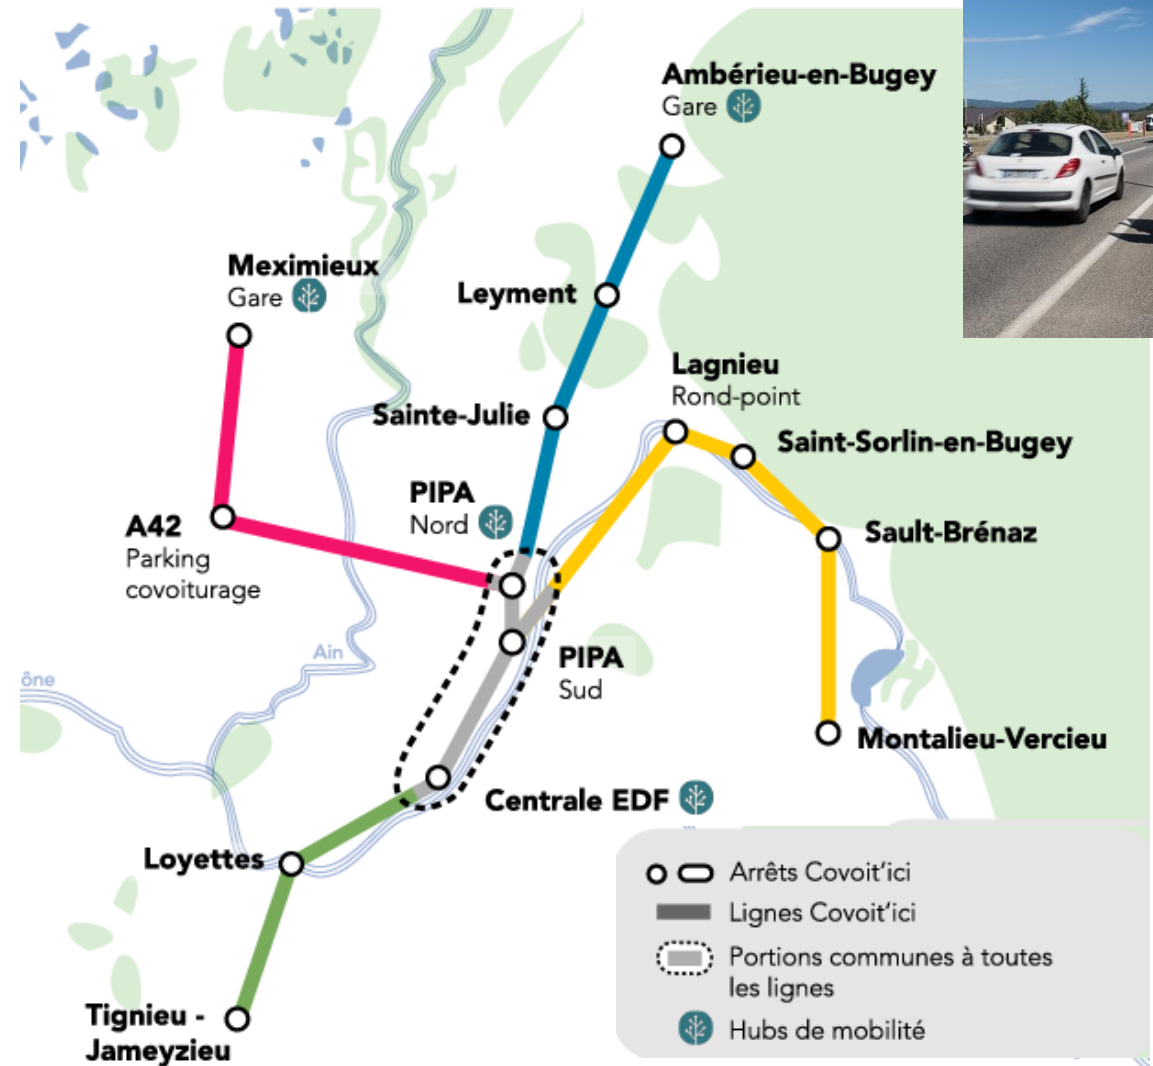 Ambérieu-en-Bugey
Gare
Meximieux
Gare
Leyment
Lagnieu
Rond-point
Sainte-Julie
Saint-Sorlin-en-Bugey
PIPA
Nord
A42
Parking
covoiturage
Sault-Brénaz
Ain
PIPA
Sud
ône
Montalieu-Vercieu
Centrale EDF
Loyettes
Arrêts Covoit'ici
Lignes Covoit'ici
Portions communes à toutes
les lignes
Hubs de mobilité
Tignieu -
Jameyzieu